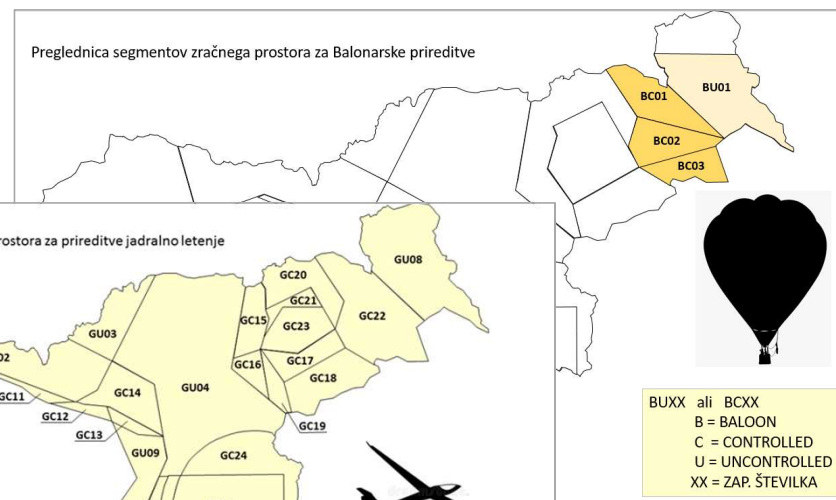 Preglednica segmentov zračnega prostora za Balonarske prireditve
BC01
BU01
BC02
BC03
rostora za prireditve jadralno letenje
GU08
GC20
GC21
GC22
GC15
GC23
GU03
02
GC16
GC17
GC18
GC11
GC14
GU04
GC12
GC13
GC19
GU09
GC24
BUXX ali BCXX
B = BALOON
C = CONTROLLED
U = UNCONTROLLED
XX = ZAP. ŠTEVILKA